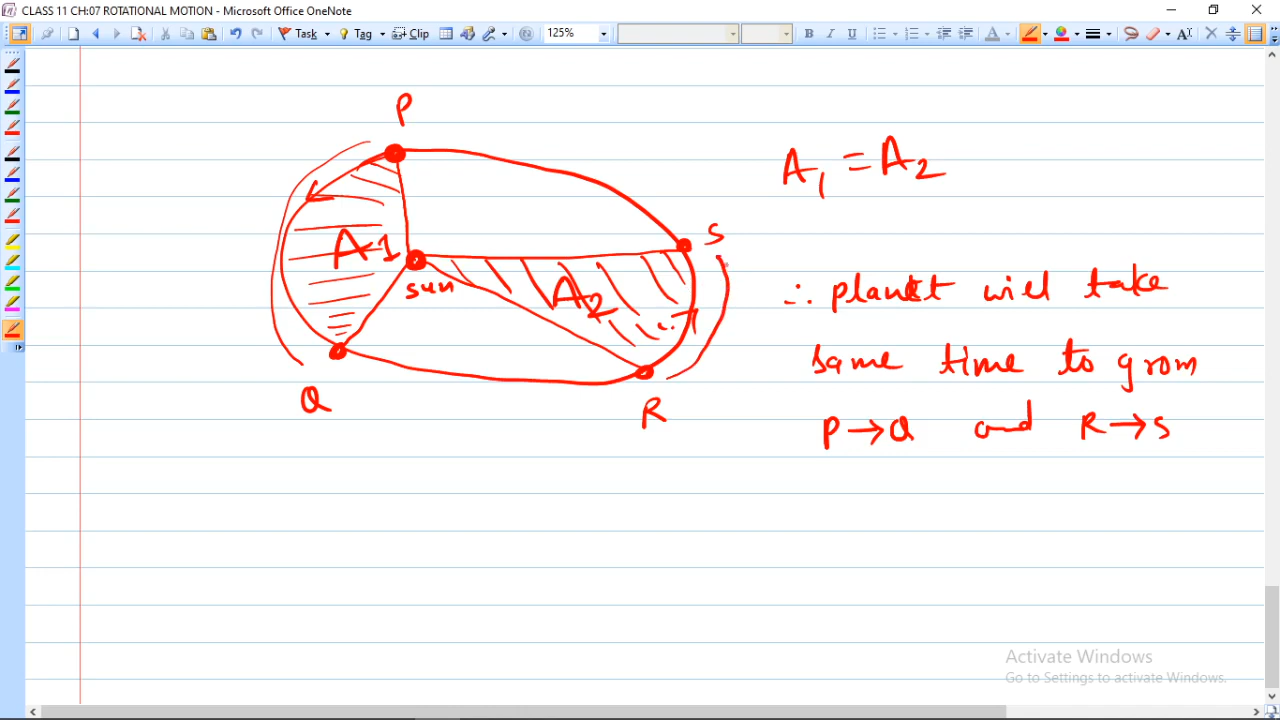 CLASS 11 CH:07 ROTATIONAL MOTION - Microsoft Office OneNote
Task Tag Clip 125% B I U A
P
A1 = A2
S
A1
sun
A2
∴ planet will take
same time to grom
Q
R
P → Q and R → S
Activate Windows
Go to Settings to activate Windows.